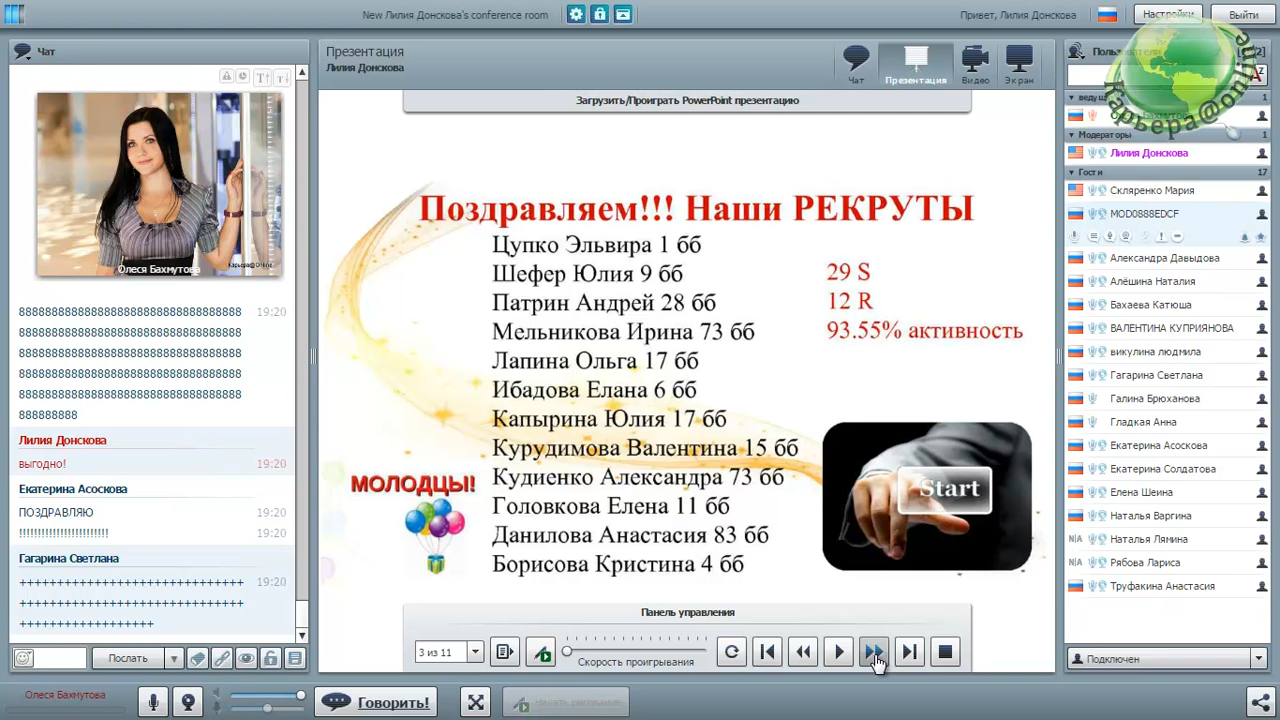 New Лилия Донскова's conference room
Привет, Лилия Донскова
Настройки
Выйти
Чат
Олеся Бахмутова
карьера@Online
88888888888888888888888888888888888
88888888888888888888888888888888888
88888888888888888888888888888888888
88888888888888888888888888888888888
88888888888888888888888888888888888
888888888
19:20
Лилия Донскова
выгодно! 19:20
Екатерина Асоскова
ПОЗДРАВЛЯЮ 19:20
!!!!!!!!!!!!!!!!!!!!!!!! 19:20
Гагарина Светлана
++++++++++++++++++++++++++++++ 19:20
++++++++++++++++++++++++++++++
++++++++++++++++++
Послать
Презентация
Лилия Донскова
Чат
Презентация
Видео
Экран
Загрузить/Проиграть PowerPoint презентацию
Поздравляем!!! Наши РЕКРУТЫ
Цупко Эльвира 1 бб
Шефер Юлия 9 бб
Патрин Андрей 28 бб
Мельникова Ирина 73 бб
Лапина Ольга 17 бб
Ибадова Елана 6 бб
Капырина Юлия 17 бб
Курудимова Валентина 15 бб
Кудиенко Александра 73 бб
Головкова Елена 11 бб
Данилова Анастасия 83 бб
Борисова Кристина 4 бб
29 S
12 R
93.55% активность
МОЛОДЦЫ!
Start
Панель управления
3 из 11
Скорость проигрывания
карьера@online
Модераторы 1
Лилия Донскова
Гости 17
Скляренко Мария
MOD0888EDCF
Александра Давыдова
Алёшина Наталия
Бахаева Катюша
ВАЛЕНТИНА КУПРИЯНОВА
викулина людмила
Гагарина Светлана
Галина Брюханова
Гладкая Анна
Екатерина Асоскова
Екатерина Солдатова
Елена Шеина
Наталья Варгина
N/A Наталья Лямина
N/A Рябова Лариса
Труфакина Анастасия
Подключен
Олеся Бахмутова
Говорить!